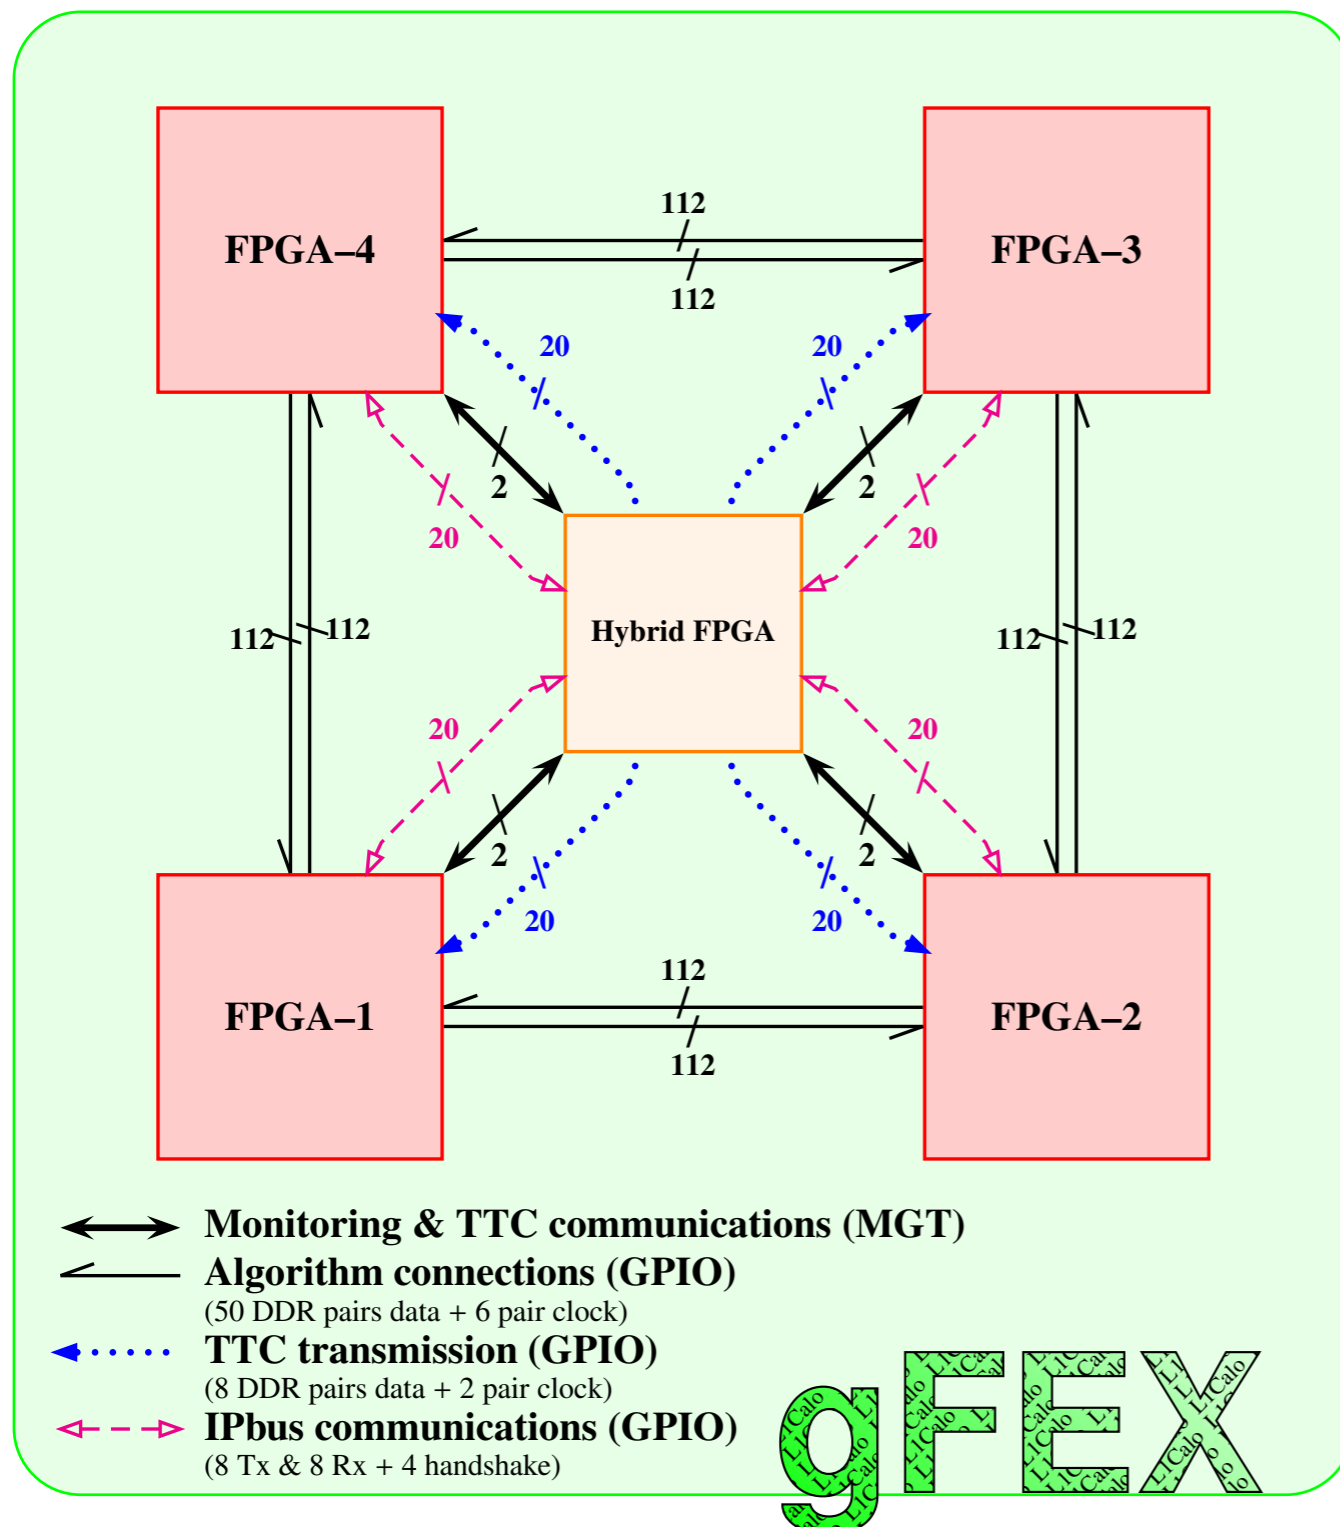 112
FPGA–4
FPGA–3
112
20
20
2
2
20
20
112
112
Hybrid FPGA
112
112
20
20
2
2
20
20
112
FPGA–1
FPGA–2
112
Monitoring & TTC communications (MGT)
Algorithm connections (GPIO)
(50 DDR pairs data + 6 pair clock)
TTC transmission (GPIO)
(8 DDR pairs data + 2 pair clock)
IPbus communications (GPIO)
(8 Tx & 8 Rx + 4 handshake)
gFEX
L1Calo